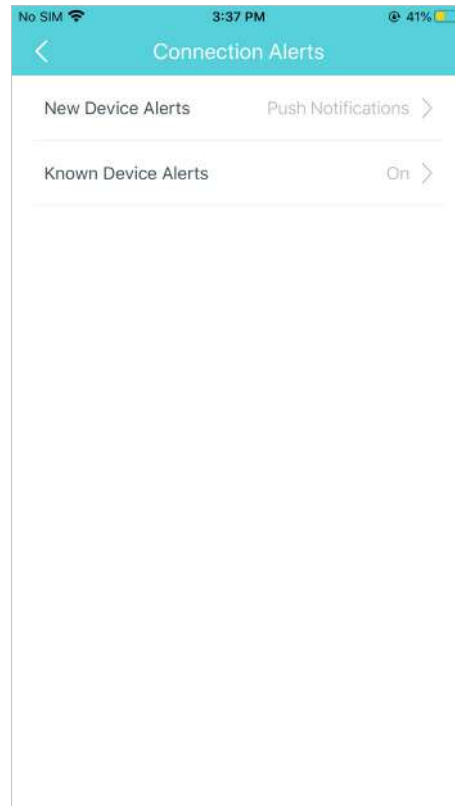 No SIM 3:37 PM 41%
Connection Alerts
New Device Alerts Push Notifications
Known Device Alerts On